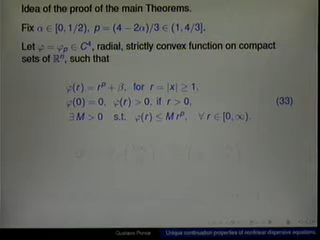 Idea of the proof of the main Theorems.
Fix α ∈ [0, 1/2), p = (4 − 2α)/3 ∈ (1, 4/3].
Let φ = φ_p ∈ C⁴, radial, strictly convex function on compact
sets of ℝⁿ, such that
φ(r) = r^p + β, for r = |x| ≥ 1,
φ(0) = 0, φ(r) > 0, if r > 0, (33)
∃ M > 0 s.t. φ(r) ≤ M r^p, ∀ r ∈ [0, ∞).
Gustavo Ponce Unique continuation properties of nonlinear dispersive equations.